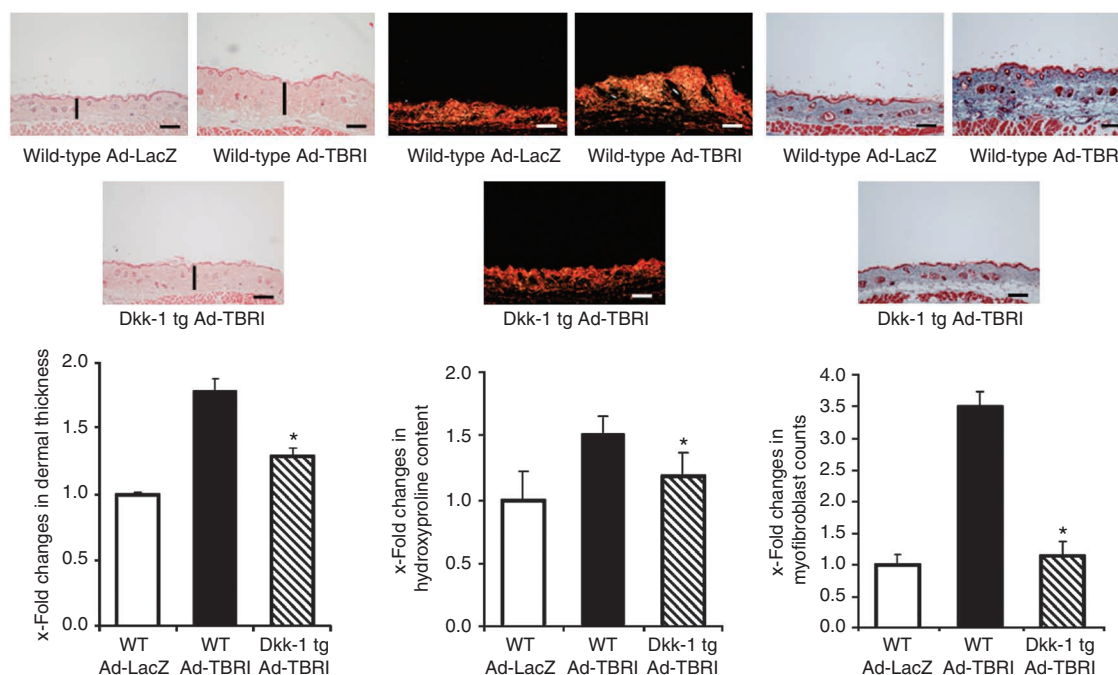 Wild-type Ad-LacZ
Wild-type Ad-TBRI
Wild-type Ad-LacZ
Wild-type Ad-TBRI
Wild-type Ad-LacZ
Wild-type Ad-TBRI
Dkk-1 tg Ad-TBRI
Dkk-1 tg Ad-TBRI
Dkk-1 tg Ad-TBRI
x-Fold changes in dermal thickness
2.0
1.5
1.0
0.5
0.0
*
WT
Ad-LacZ
WT
Ad-TBRI
Dkk-1 tg
Ad-TBRI
x-Fold changes in
hydroxyproline content
2.0
1.5
1.0
0.5
0.0
*
WT
Ad-LacZ
WT
Ad-TBRI
Dkk-1 tg
Ad-TBRI
x-Fold changes in
myofibroblast counts
4.0
3.5
3.0
2.5
2.0
1.5
1.0
0.5
0.0
*
WT
Ad-LacZ
WT
Ad-TBRI
Dkk-1 tg
Ad-TBRI